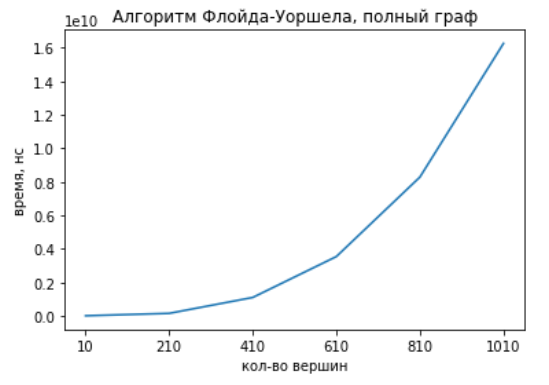 Алгоритм Флойда-Уоршела, полный граф
1e10
1.6
1.4
1.2
1.0
0.8
0.6
0.4
0.2
0.0
время, нс
10 210 410 610 810 1010
кол-во вершин